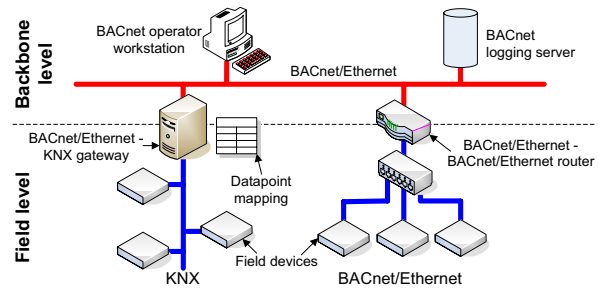 Backbone
level
BACnet operator
workstation
BACnet
logging server
BACnet/Ethernet
BACnet/Ethernet -
KNX gateway
Datapoint
mapping
BACnet/Ethernet -
BACnet/Ethernet router
Field level
Field devices
KNX
BACnet/Ethernet